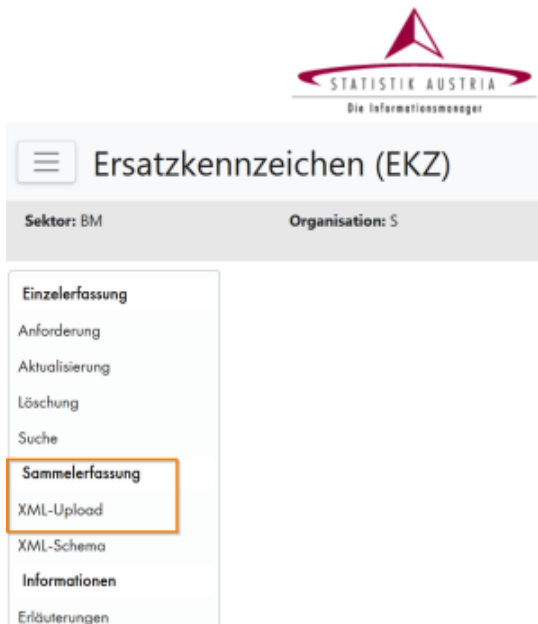 STATISTIK AUSTRIA
Die Informationsmanager
Ersatzkennzeichen (EKZ)
Sektor: BM Organisation: S
Einzelerfassung
Anforderung
Aktualisierung
Löschung
Suche
Sammelerfassung
XML-Upload
XML-Schema
Informationen
Erläuterungen